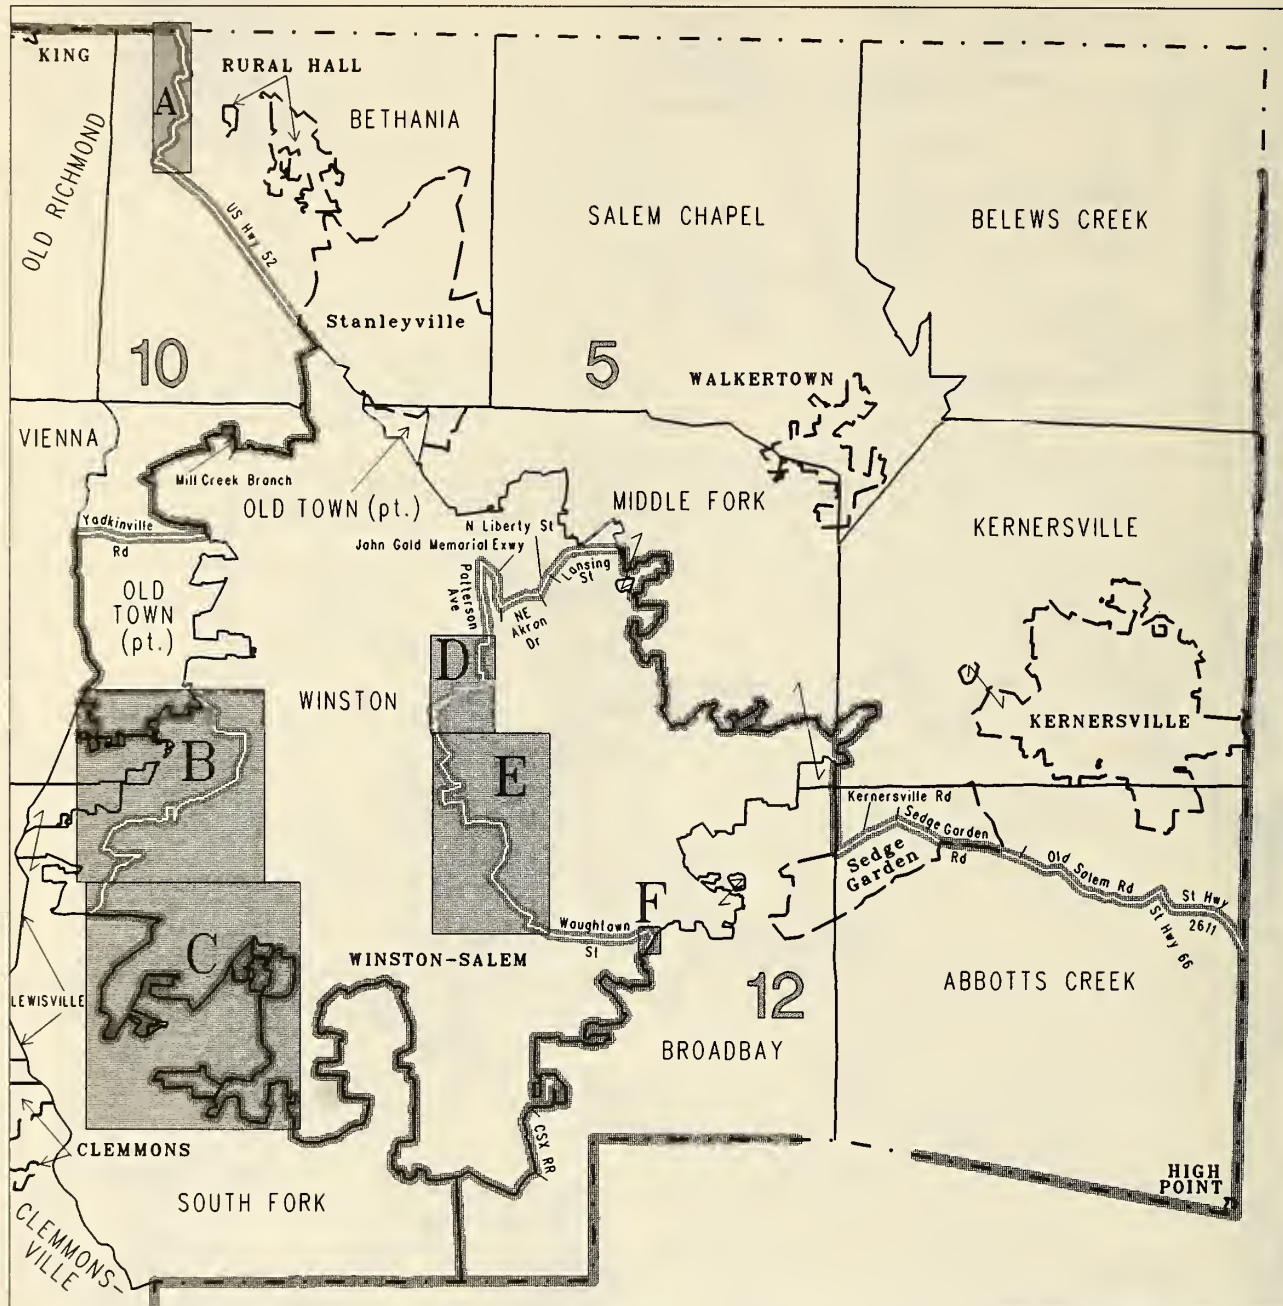 KING
RURAL HALL
A
BETHANIA
OLD RICHMOND
SALEM CHAPEL
BELEWS CREEK
US Hwy 52
Stanleyville
10
5
WALKERTOWN
VIENNA
Mill Creek Branch
OLD TOWN (pt.)
MIDDLE FORK
N Liberty St
John Gold Memorial Exwy
Lansing
St
KERNERSVILLE
Yadkinville
Rd
Patterson
Ave
NE
Akron
Dr
OLD
TOWN
(pt.)
D
WINSTON
KERNERSVILLE
B
E
Kernersville Rd
Sedge Garden
Rd
Sedge
Garden
Old Salem Rd
St Hwy
2611
St Hwy 66
F
Waughtown
St
C
WINSTON-SALEM
12
ABBOTTS CREEK
LEWISVILLE
BROADBAY
CSX RR
CLEMMONS
HIGH
POINT
SOUTH FORK
CLEMMONS-
VILLE